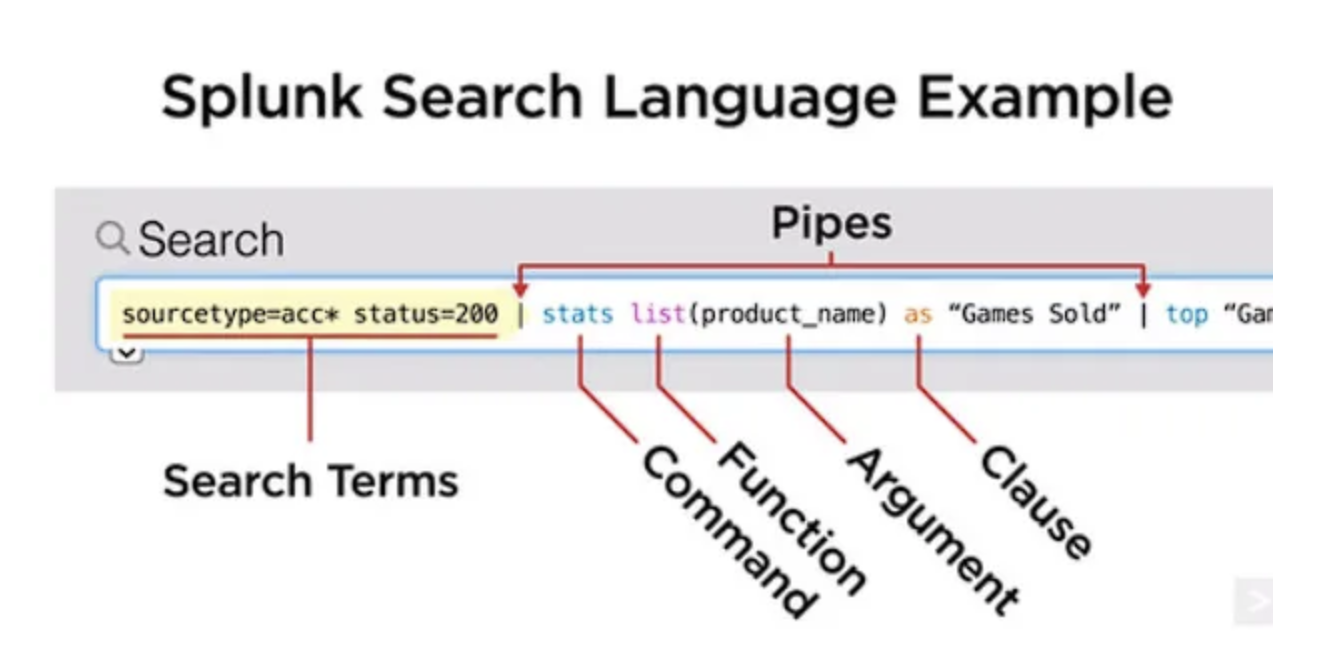 Splunk Search Language Example
Pipes
Search
sourcetype=acc* status=200 | stats list(product_name) as “Games Sold” | top “Gam
Search Terms
Command
Function
Argument
Clause